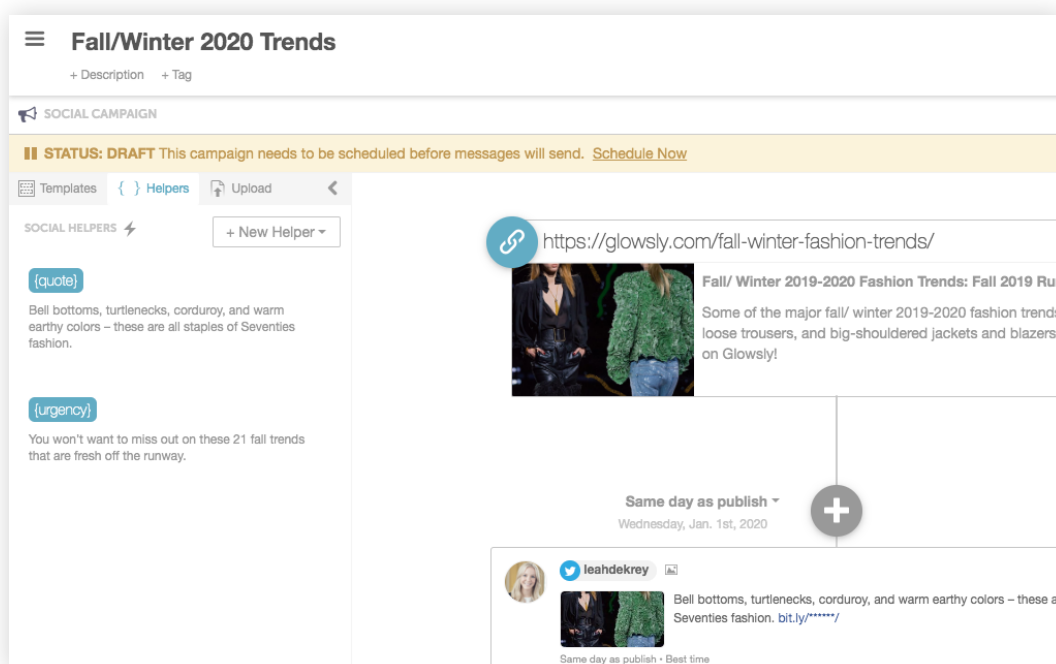 Fall/Winter 2020 Trends
+ Description + Tag
SOCIAL CAMPAIGN
STATUS: DRAFT This campaign needs to be scheduled before messages will send. Schedule Now
Templates { } Helpers Upload
SOCIAL HELPERS + New Helper
{quote}
Bell bottoms, turtlenecks, corduroy, and warm
earthy colors – these are all staples of Seventies
fashion.
{urgency}
You won't want to miss out on these 21 fall trends
that are fresh off the runway.
https://glowsly.com/fall-winter-fashion-trends/
Fall/ Winter 2019-2020 Fashion Trends: Fall 2019 Ru
Some of the major fall/ winter 2019-2020 fashion trends
loose trousers, and big-shouldered jackets and blazers
on Glowsly!
Same day as publish
Wednesday, Jan. 1st, 2020
leahdekrey
Bell bottoms, turtlenecks, corduroy, and warm earthy colors – these a
Seventies fashion. bit.ly/******/
Same day as publish • Best time